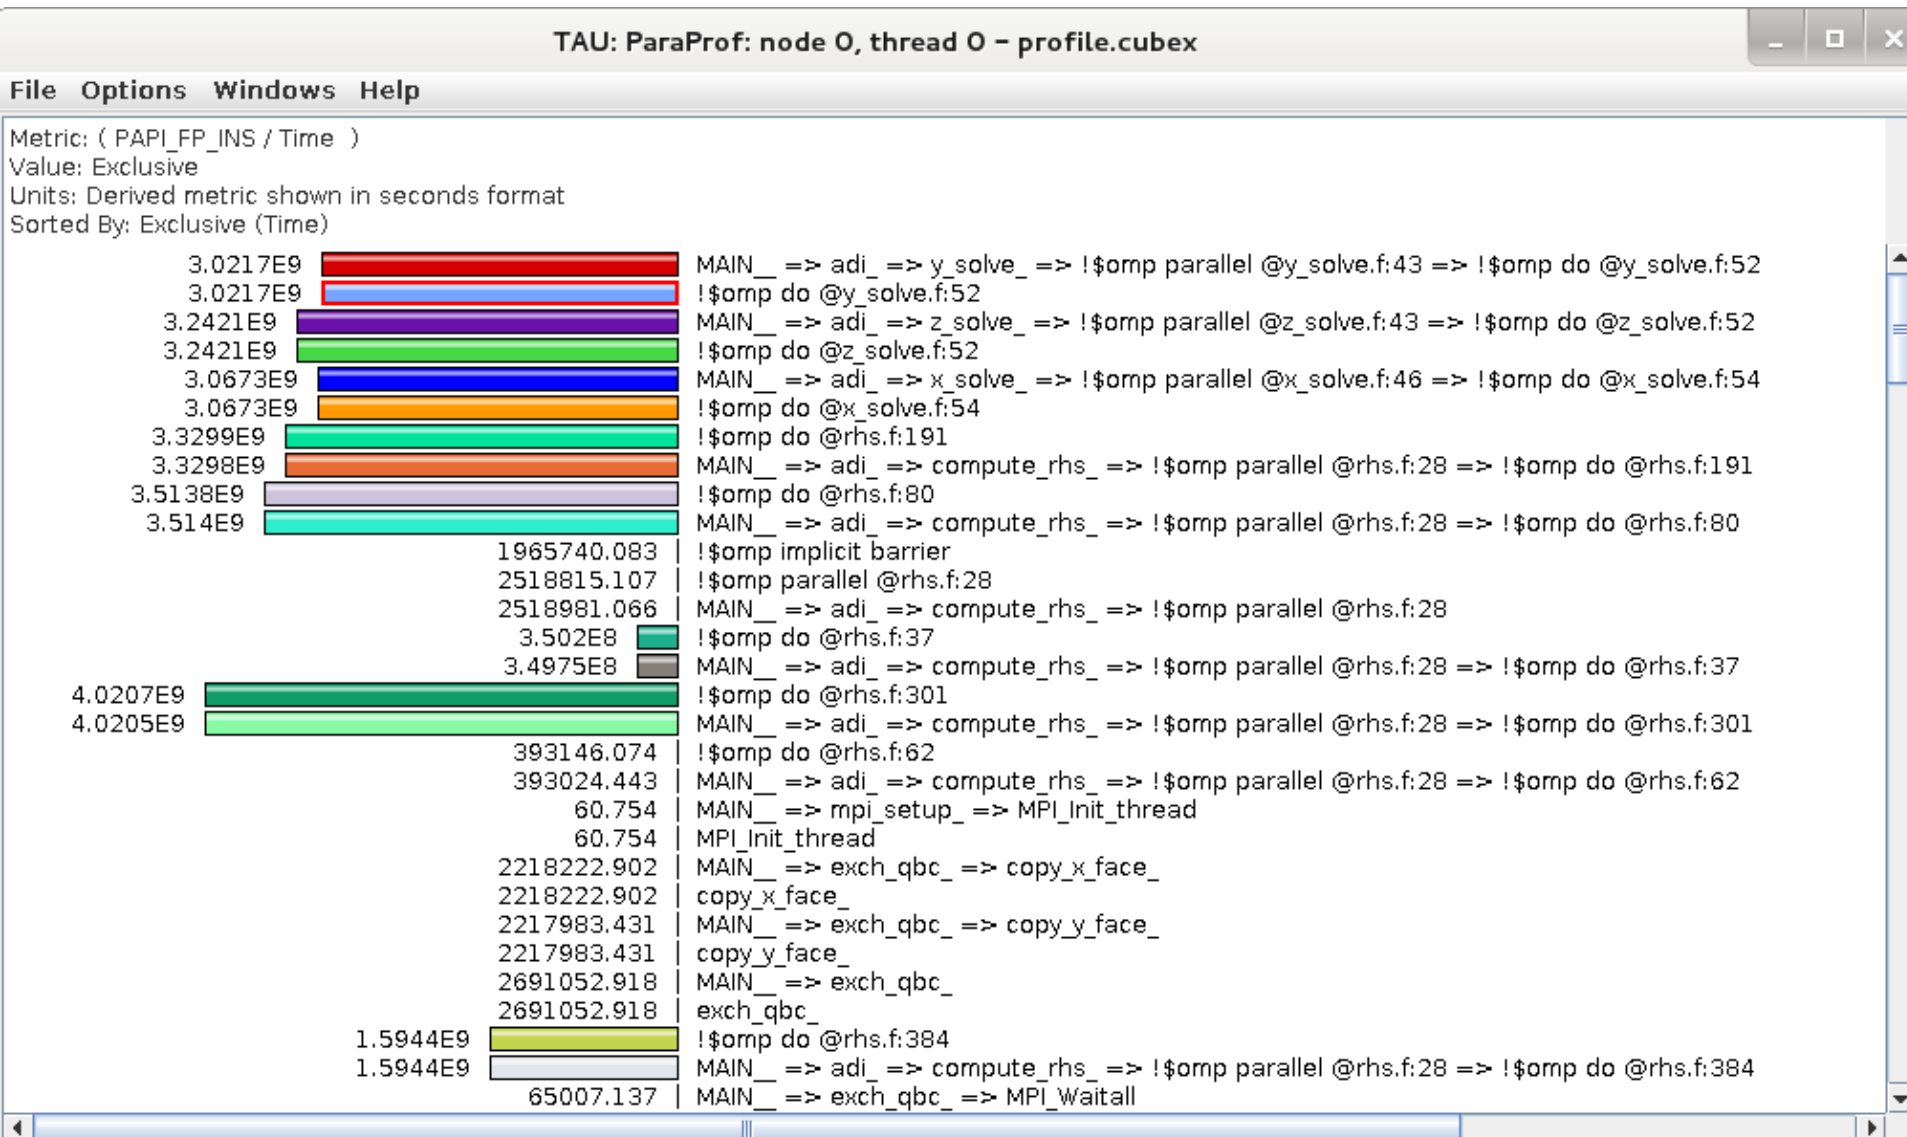 TAU: ParaProf: node 0, thread 0 - profile.cubex
File Options Windows Help
Metric: ( PAPI_FP_INS / Time )
Value: Exclusive
Units: Derived metric shown in seconds format
Sorted By: Exclusive (Time)
3.0217E9 MAIN__ => adi_ => y_solve_ => !$omp parallel @y_solve.f:43 => !$omp do @y_solve.f:52
3.0217E9 !$omp do @y_solve.f:52
3.2421E9 MAIN__ => adi_ => z_solve_ => !$omp parallel @z_solve.f:43 => !$omp do @z_solve.f:52
3.2421E9 !$omp do @z_solve.f:52
3.0673E9 MAIN__ => adi_ => x_solve_ => !$omp parallel @x_solve.f:46 => !$omp do @x_solve.f:54
3.0673E9 !$omp do @x_solve.f:54
3.3299E9 !$omp do @rhs.f:191
3.3298E9 MAIN__ => adi_ => compute_rhs_ => !$omp parallel @rhs.f:28 => !$omp do @rhs.f:191
3.5138E9 !$omp do @rhs.f:80
3.514E9 MAIN__ => adi_ => compute_rhs_ => !$omp parallel @rhs.f:28 => !$omp do @rhs.f:80
1965740.083 !$omp implicit barrier
2518815.107 !$omp parallel @rhs.f:28
2518981.066 MAIN__ => adi_ => compute_rhs_ => !$omp parallel @rhs.f:28
3.502E8 !$omp do @rhs.f:37
3.4975E8 MAIN__ => adi_ => compute_rhs_ => !$omp parallel @rhs.f:28 => !$omp do @rhs.f:37
4.0207E9 !$omp do @rhs.f:301
4.0205E9 MAIN__ => adi_ => compute_rhs_ => !$omp parallel @rhs.f:28 => !$omp do @rhs.f:301
393146.074 !$omp do @rhs.f:62
393024.443 MAIN__ => adi_ => compute_rhs_ => !$omp parallel @rhs.f:28 => !$omp do @rhs.f:62
60.754 MAIN__ => mpi_setup_ => MPI_Init_thread
60.754 MPI_Init_thread
2218222.902 MAIN__ => exch_qbc_ => copy_x_face_
2218222.902 copy_x_face_
2217983.431 MAIN__ => exch_qbc_ => copy_y_face_
2217983.431 copy_y_face_
2691052.918 MAIN__ => exch_qbc_
2691052.918 exch_qbc_
1.5944E9 !$omp do @rhs.f:384
1.5944E9 MAIN__ => adi_ => compute_rhs_ => !$omp parallel @rhs.f:28 => !$omp do @rhs.f:384
65007.137 MAIN__ => exch_qbc_ => MPI_Waitall